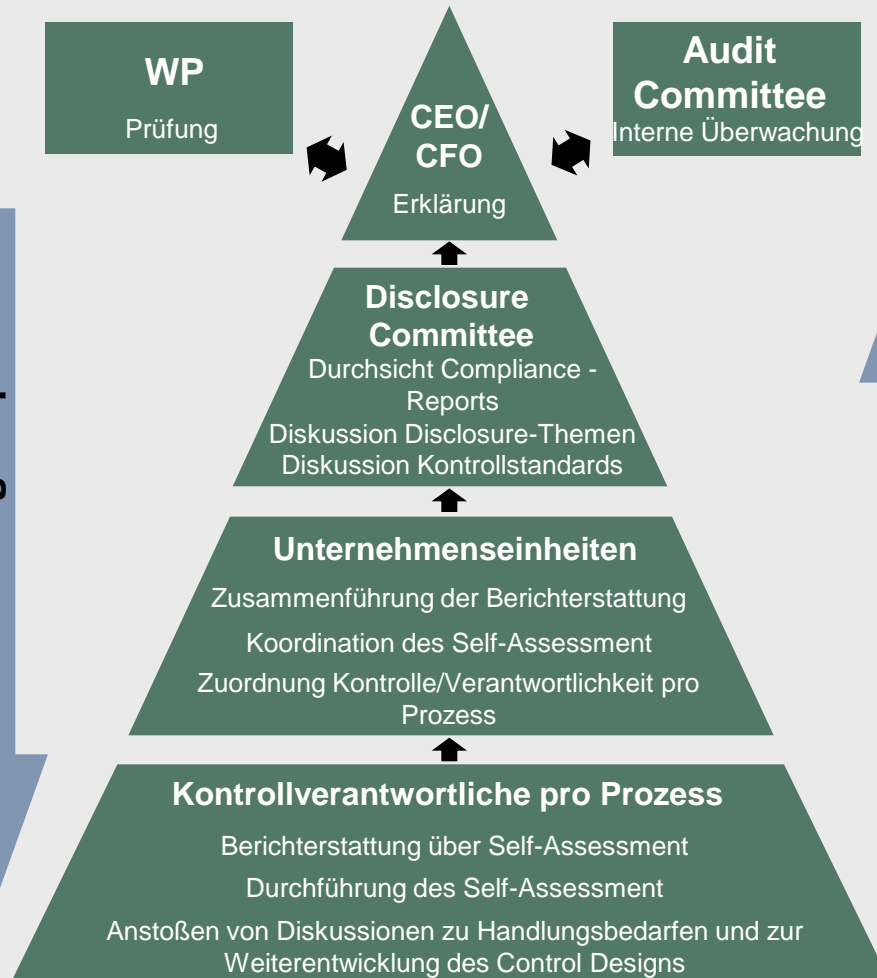 WP
Prüfung
Audit
Committee
Interne Überwachung
CEO/
CFO
Erklärung
Disclosure
Committee
Durchsicht Compliance -
Reports
Diskussion Disclosure-Themen
Diskussion Kontrollstandards
Unternehmenseinheiten
Zusammenführung der Berichterstattung
Koordination des Self-Assessment
Zuordnung Kontrolle/Verantwortlichkeit pro
Prozess
Kontrollverantwortliche pro Prozess
Berichterstattung über Self-Assessment
Durchführung des Self-Assessment
Anstoßen von Diskussionen zu Handlungsbedarfen und zur
Weiterentwicklung des Control Designs